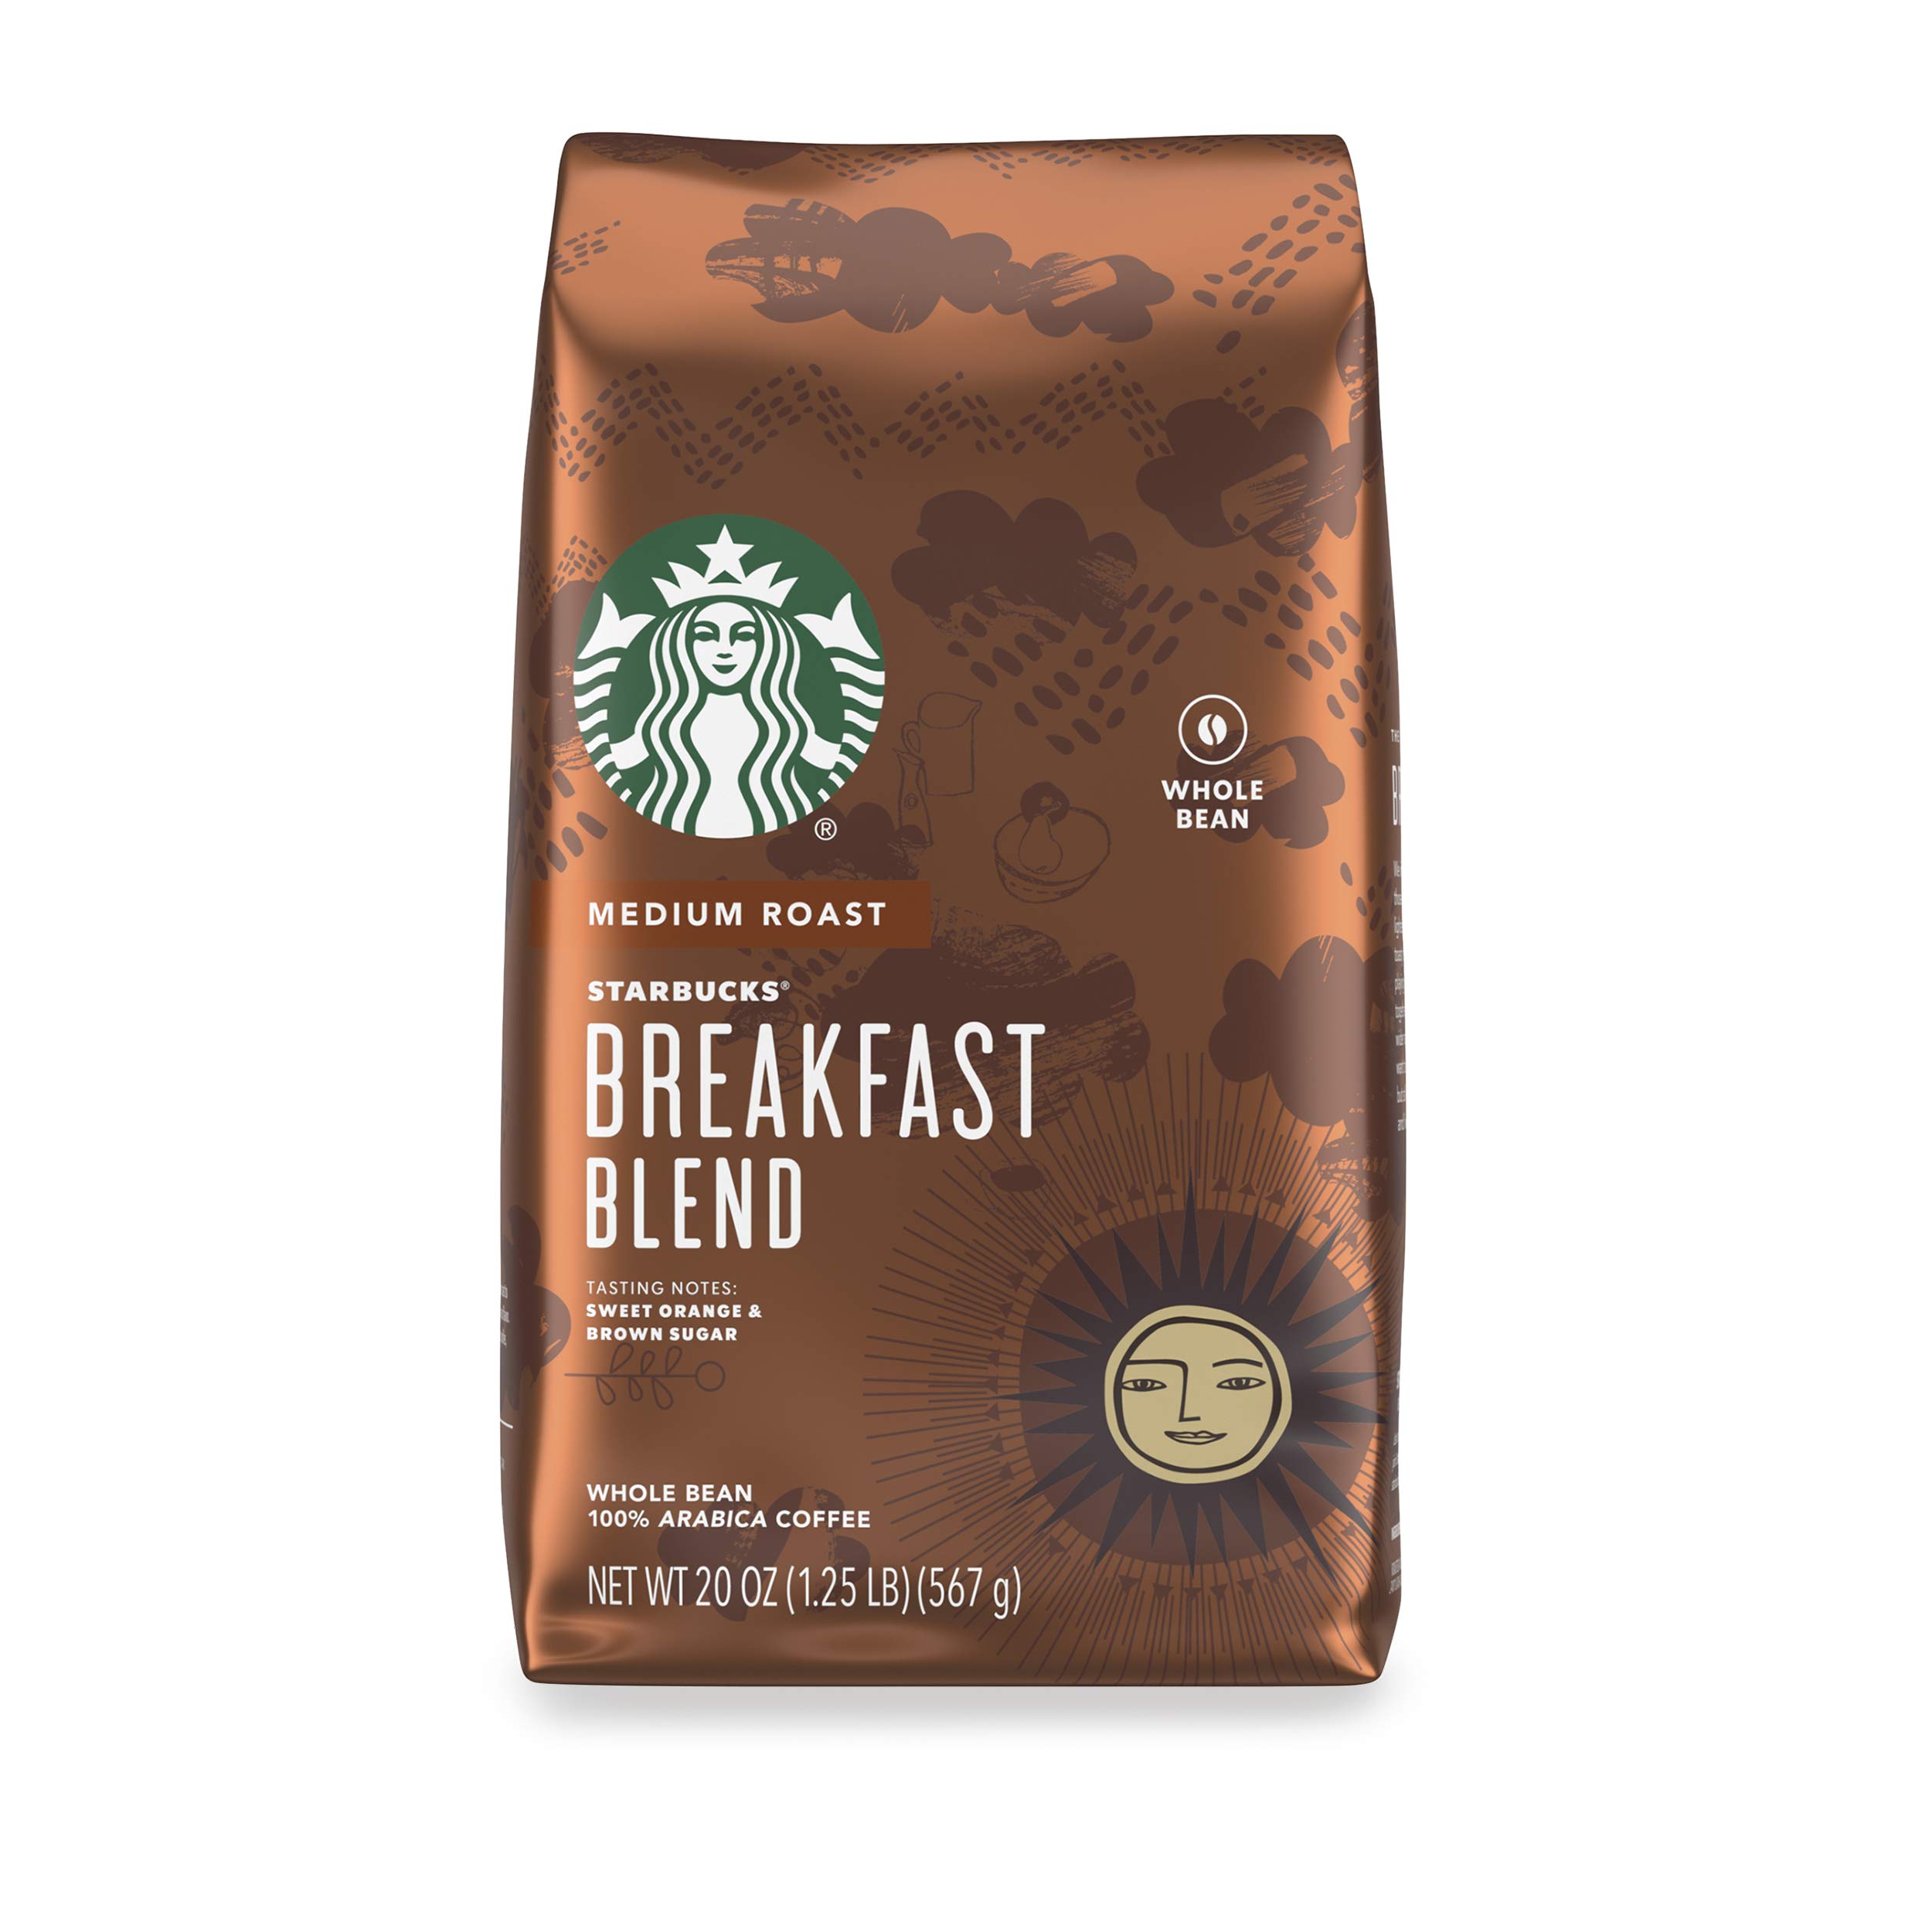 WHOLE
BEAN
®
MEDIUM ROAST
STARBUCKS®
BREAKFAST
BLEND
TASTING NOTES:
SWEET ORANGE &
BROWN SUGAR
WHOLE BEAN
100% ARABICA COFFEE
NET WT 20 OZ (1.25 LB) (567 g)